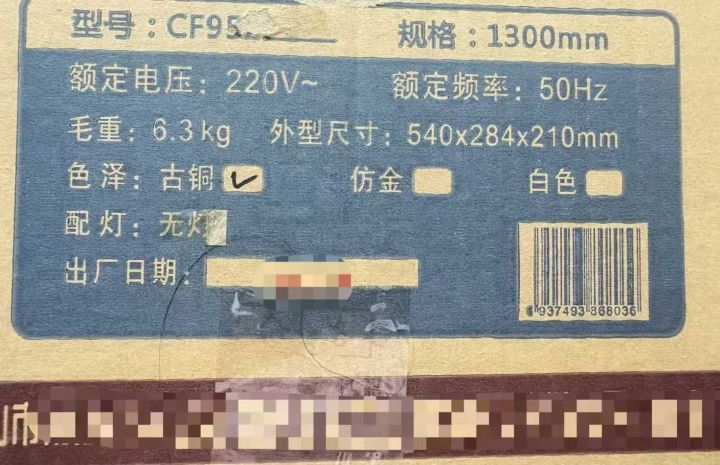 型号：CF95
规格：1300mm
额定电压：220V~ 额定频率：50Hz
毛重：6.3kg 外型尺寸：540x284x210mm
色泽：古铜 仿金 白色
配灯：无灯
出厂日期：
6937493868036